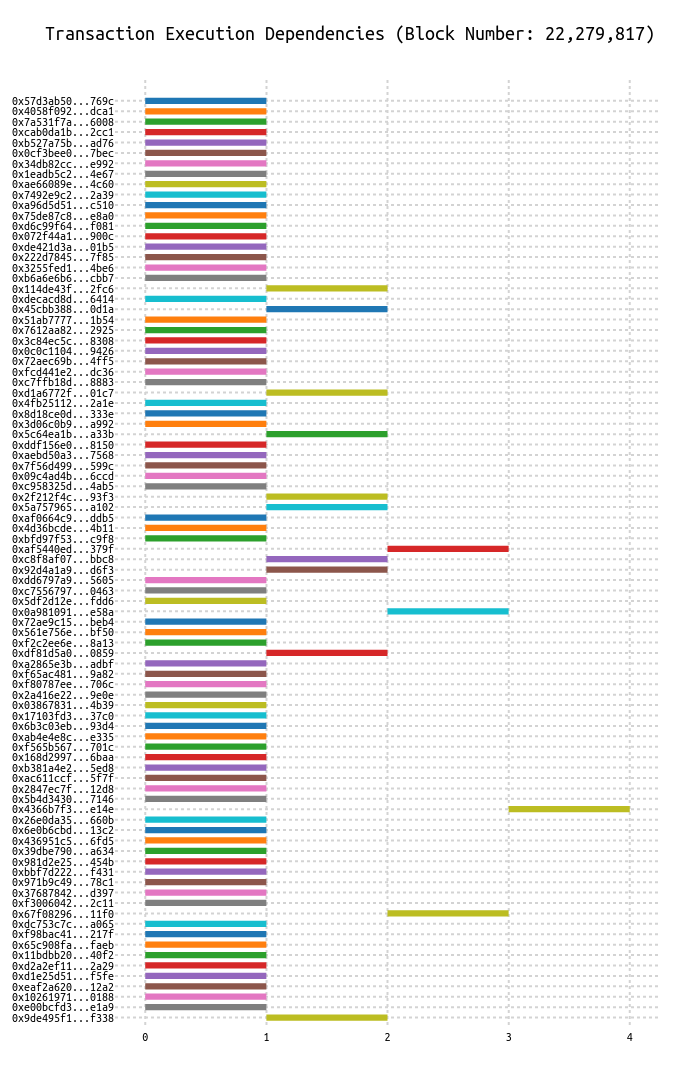 Transaction Execution Dependencies (Block Number: 22,279,817)
0x57d3ab50...769c
0x4058f092...dca1
0x7a531f7a...6008
0xcab0da1b...2cc1
0xb527a75b...ad76
0x0cf3bee0...7bec
0x34db82cc...e992
0x1eadb5c2...4e67
0xae66089e...4c60
0x7492e9c2...2a39
0xa96d5d51...c510
0x75de87c8...e8a0
0xd6c99f64...f081
0x072f44a1...900c
0xde421d3a...01b5
0x222d7845...7f85
0x3255fed1...4be6
0xb6a6e6b6...cbb7
0x114de43f...2fc6
0xdecacd8d...6414
0x45cbb388...0d1a
0x51ab7777...1b54
0x7612aa82...2925
0x3c84ec5c...8308
0x0c0c1104...9426
0x72aec69b...4ff5
0xfcd441e2...dc36
0xc7ffb18d...8883
0xd1a6772f...01c7
0x4fb25112...2a1e
0x8d18ce0d...333e
0x3d06c0b9...a992
0x5c64ea1b...a33b
0xddf156e0...8150
0xaebd50a3...7568
0x7f56d499...599c
0x09c4ad4b...6ccd
0xc958325d...4ab5
0x2f212f4c...93f3
0x5a757965...a102
0xaf0664c9...ddb5
0x4d36bcde...4b11
0xbfd97f53...c9f8
0xaf5440ed...379f
0xc8f8af07...bbc8
0x92d4a1a9...d6f3
0xdd6797a9...5605
0xc7556797...0463
0x5df2d12e...fdd6
0x0a981091...e58a
0x72ae9c15...beb4
0x561e756e...bf50
0xf2c2ee6e...8a13
0xdf81d5a0...0859
0xa2865e3b...adbf
0xf65ac481...9a82
0xf80787ee...706c
0x2a416e22...9e0e
0x03867831...4b39
0x17103fd3...37c0
0x6b3c03eb...93d4
0xab4e4e8c...e335
0xf565b567...701c
0x168d2997...6baa
0xb381a4e2...5ed8
0xac611ccf...5f7f
0x2847ec7f...12d8
0x5b4d3430...7146
0x4366b7f3...e14e
0x26e0da35...660b
0x6e0b6cbd...13c2
0x436951c5...6fd5
0x39dbe790...a634
0x981d2e25...454b
0xbbf7d222...f431
0x971b9c49...78c1
0x37687842...d397
0xf3006042...2c11
0x67f08296...11f0
0xdc753c7c...a065
0xf98bac41...217f
0x65c908fa...faeb
0x11bdbb20...40f2
0xd2a2ef11...2a29
0xd1e25d51...f5fe
0xeaf2a620...12a2
0x10261971...0188
0xe00bcfd3...e1a9
0x9de495f1...f338
0 1 2 3 4